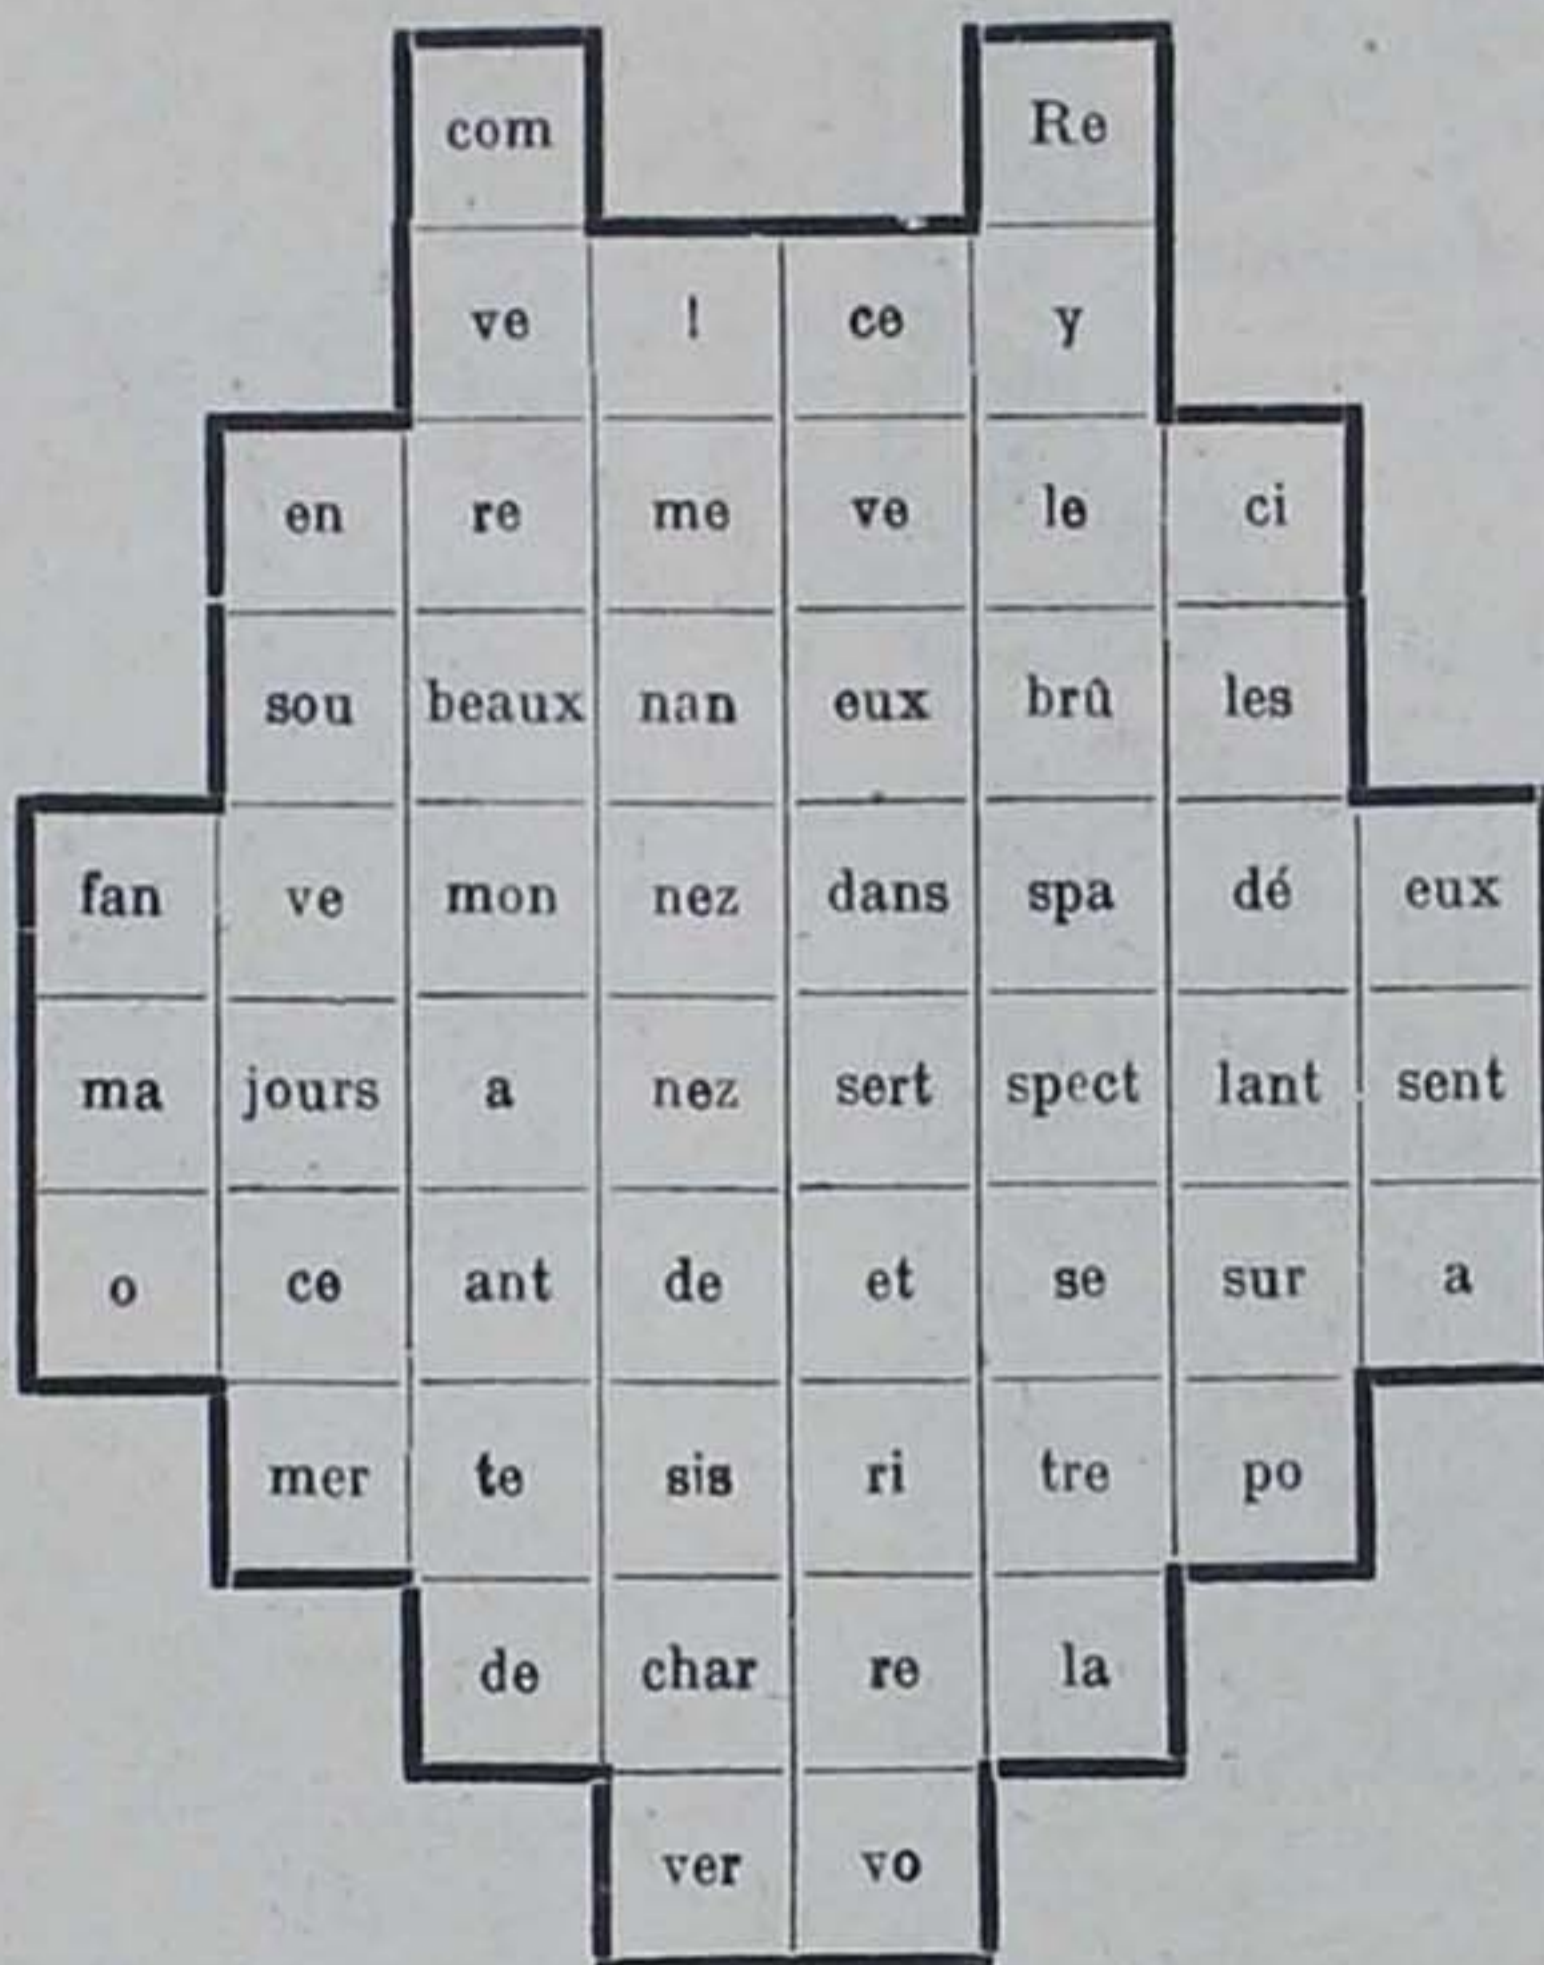 com Re
ve ! ce y
en re me ve le ci
sou beaux nan eux brû les
fan ve mon nez dans spa dé eux
ma jours a nez sert spect lant sent
o ce ant de et se sur a
mer te sis ri tre po
de char re la
ver vo